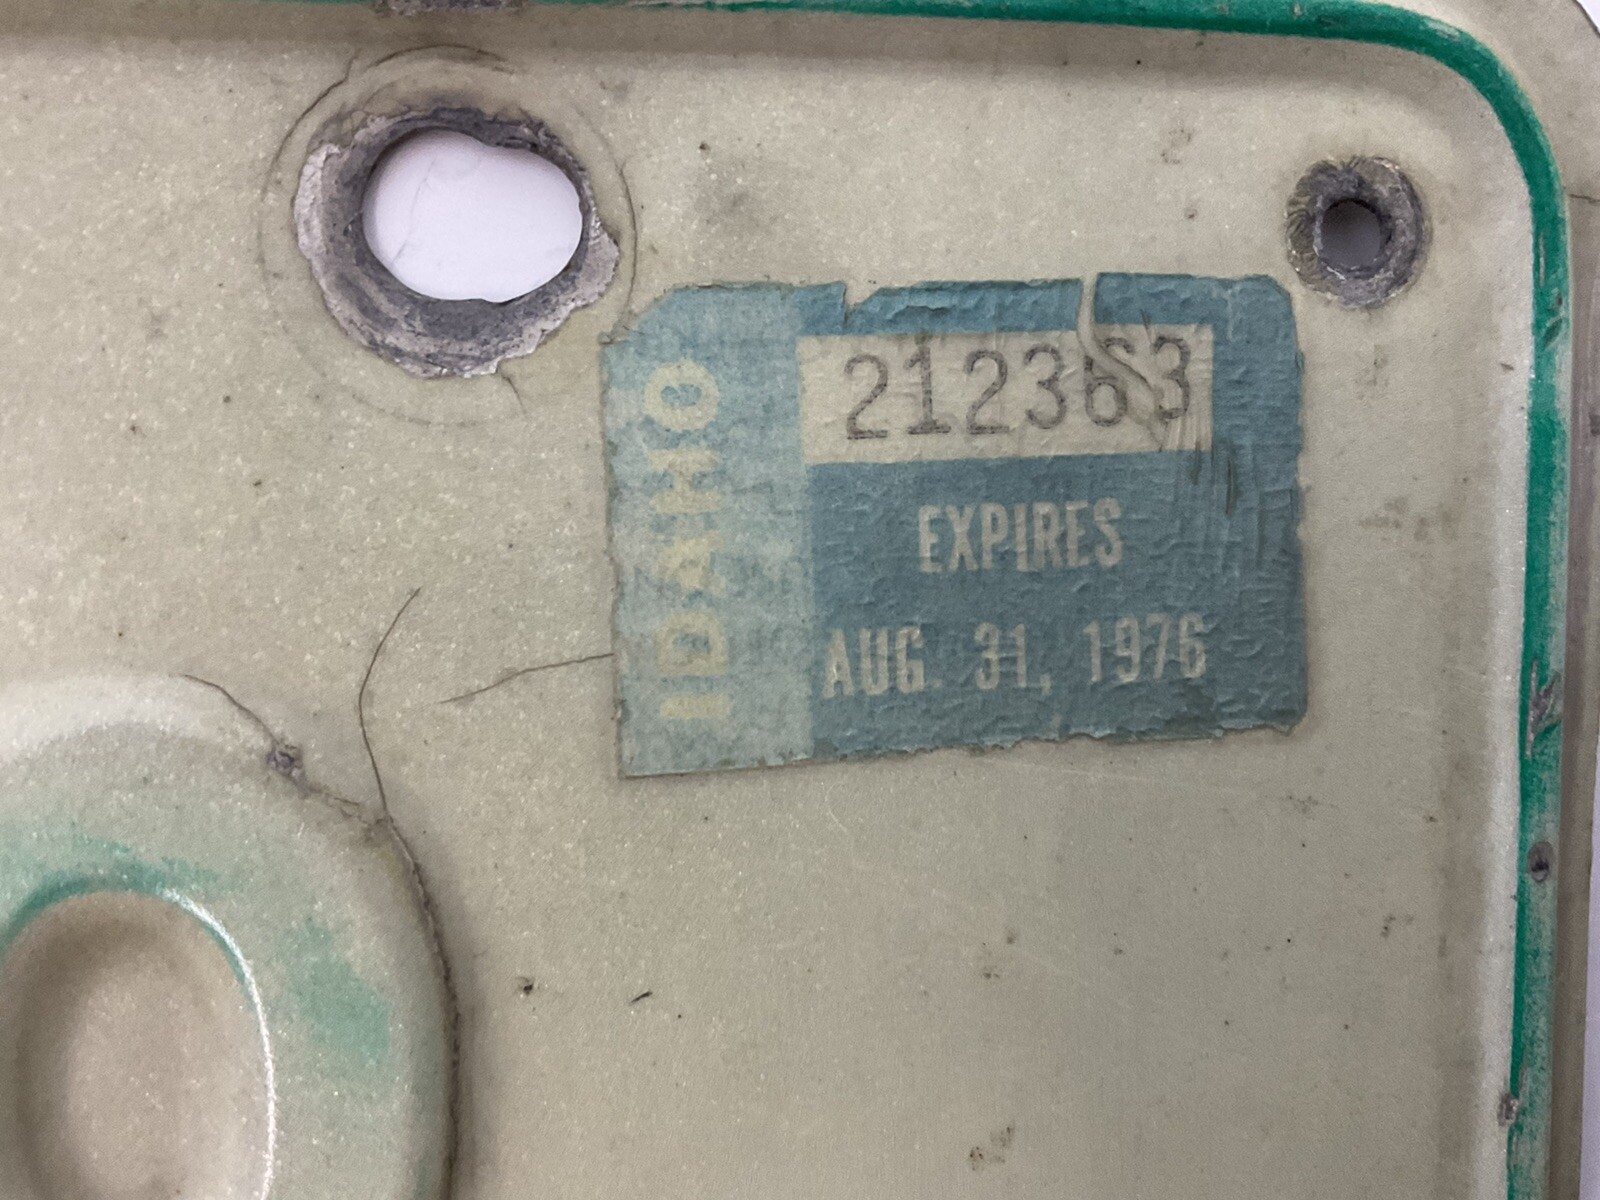 IDAHO
212363
EXPIRES
AUG. 31, 1976